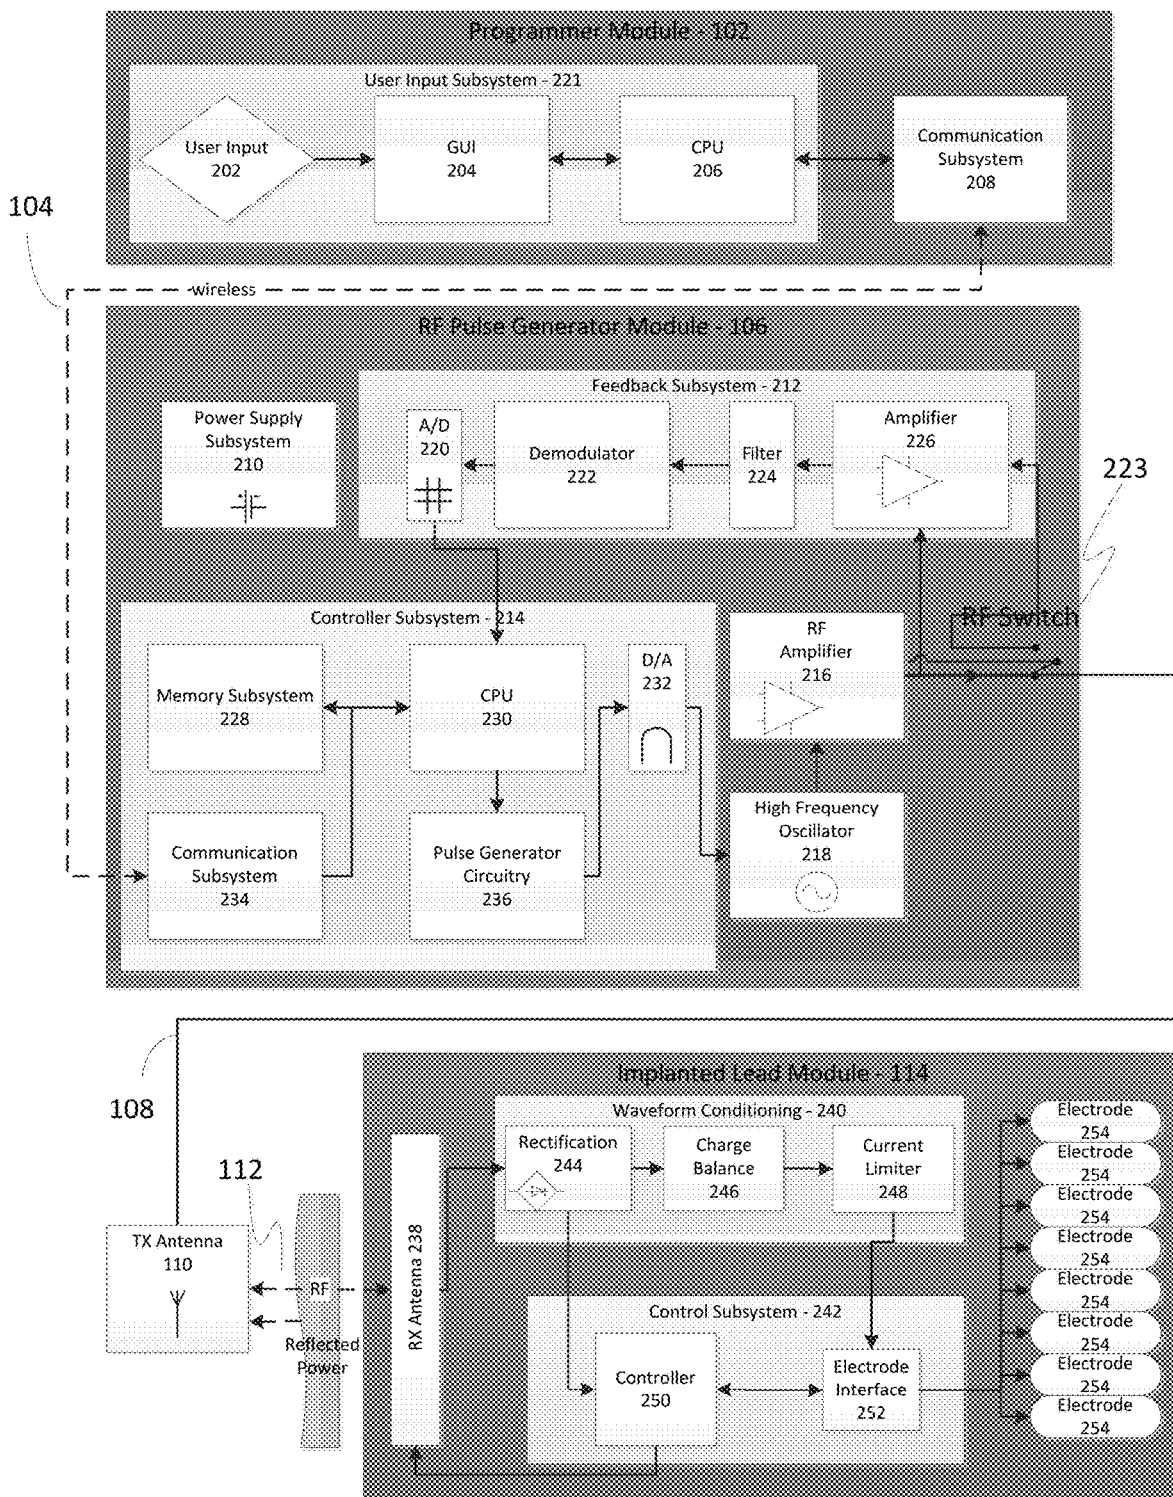 Programmer Module - 102
User Input Subsystem - 221
User Input
202
GUI
204
CPU
206
Communication
Subsystem
208
104
wireless
RF Pulse Generator Module - 106
Feedback Subsystem - 212
Power Supply
Subsystem
210
A/D
220
Demodulator
222
Filter
224
Amplifier
226
223
Controller Subsystem - 214
RF Switch
Memory Subsystem
228
CPU
230
D/A
232
RF
Amplifier
216
Communication
Subsystem
234
Pulse Generator
Circuitry
236
High Frequency
Oscillator
218
108
Implanted Lead Module - 114
Waveform Conditioning - 240
Rectification
244
Charge
Balance
246
Current
Limiter
248
Electrode
254
Electrode
254
Electrode
254
Electrode
254
Electrode
254
Electrode
254
Electrode
254
Electrode
254
112
TX Antenna
110
RF
Reflected
Power
RX Antenna 238
Control Subsystem - 242
Controller
250
Electrode
Interface
252